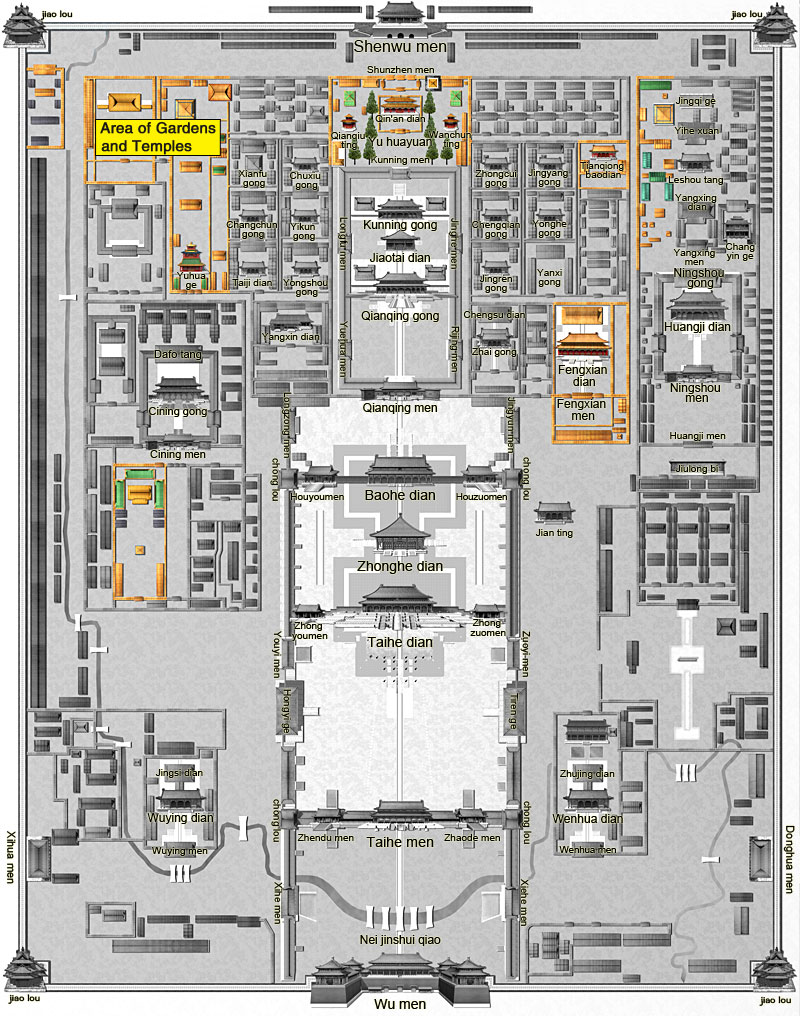 jiao lou
jiao lou
Shenwu men
Shunzhen men
Area of Gardens
and Temples
Qin'an dian
Qianqiu
ting
Yu huayuan
Wanchun
ting
Kunning men
Jingqi ge
Yihe xuan
Xianfu
gong
Chuxiu
gong
Zhongcui
gong
Jingyang
gong
Tianqiong
baodian
Leshou tang
Yangxing
dian
Changchun
gong
Yikun
gong
Longfu men
Kunning gong
Jiaotai dian
Jingren men
Chengqian
gong
Yonghe
gong
Yangxing
men
Chang
yin ge
Yuhua
ge
Taiji dian
Yongshou
gong
Qianqing gong
Jingren
gong
Yanxi
gong
Ningshou
gong
Huangji dian
Yangxin dian
Yuehua men
Rijing men
Chengsu dian
Zhai gong
Fengxian
dian
Dafo tang
Cining gong
Qianqing men
Fengxian
men
Ningshou
men
Longzong men
Jingyun men
Cining men
Huangji men
Jiulong bi
chong lou
Houyoumen
Baohe dian
Houzuomen
chong lou
Jian ting
Zhonghe dian
Zhong
youmen
Taihe dian
Zhong
zuomen
Youyi men
Zuoyi men
Hongyi ge
Tiren ge
Jingsi dian
Wuying dian
Wuying men
Zhujing dian
Wenhua dian
Wenhua men
chong lou
Zhendu men
Taihe men
Zhaode men
chong lou
Xihua men
Donghua men
Xihe men
Xiehe men
Nei jinshui qiao
jiao lou
Wu men
jiao lou